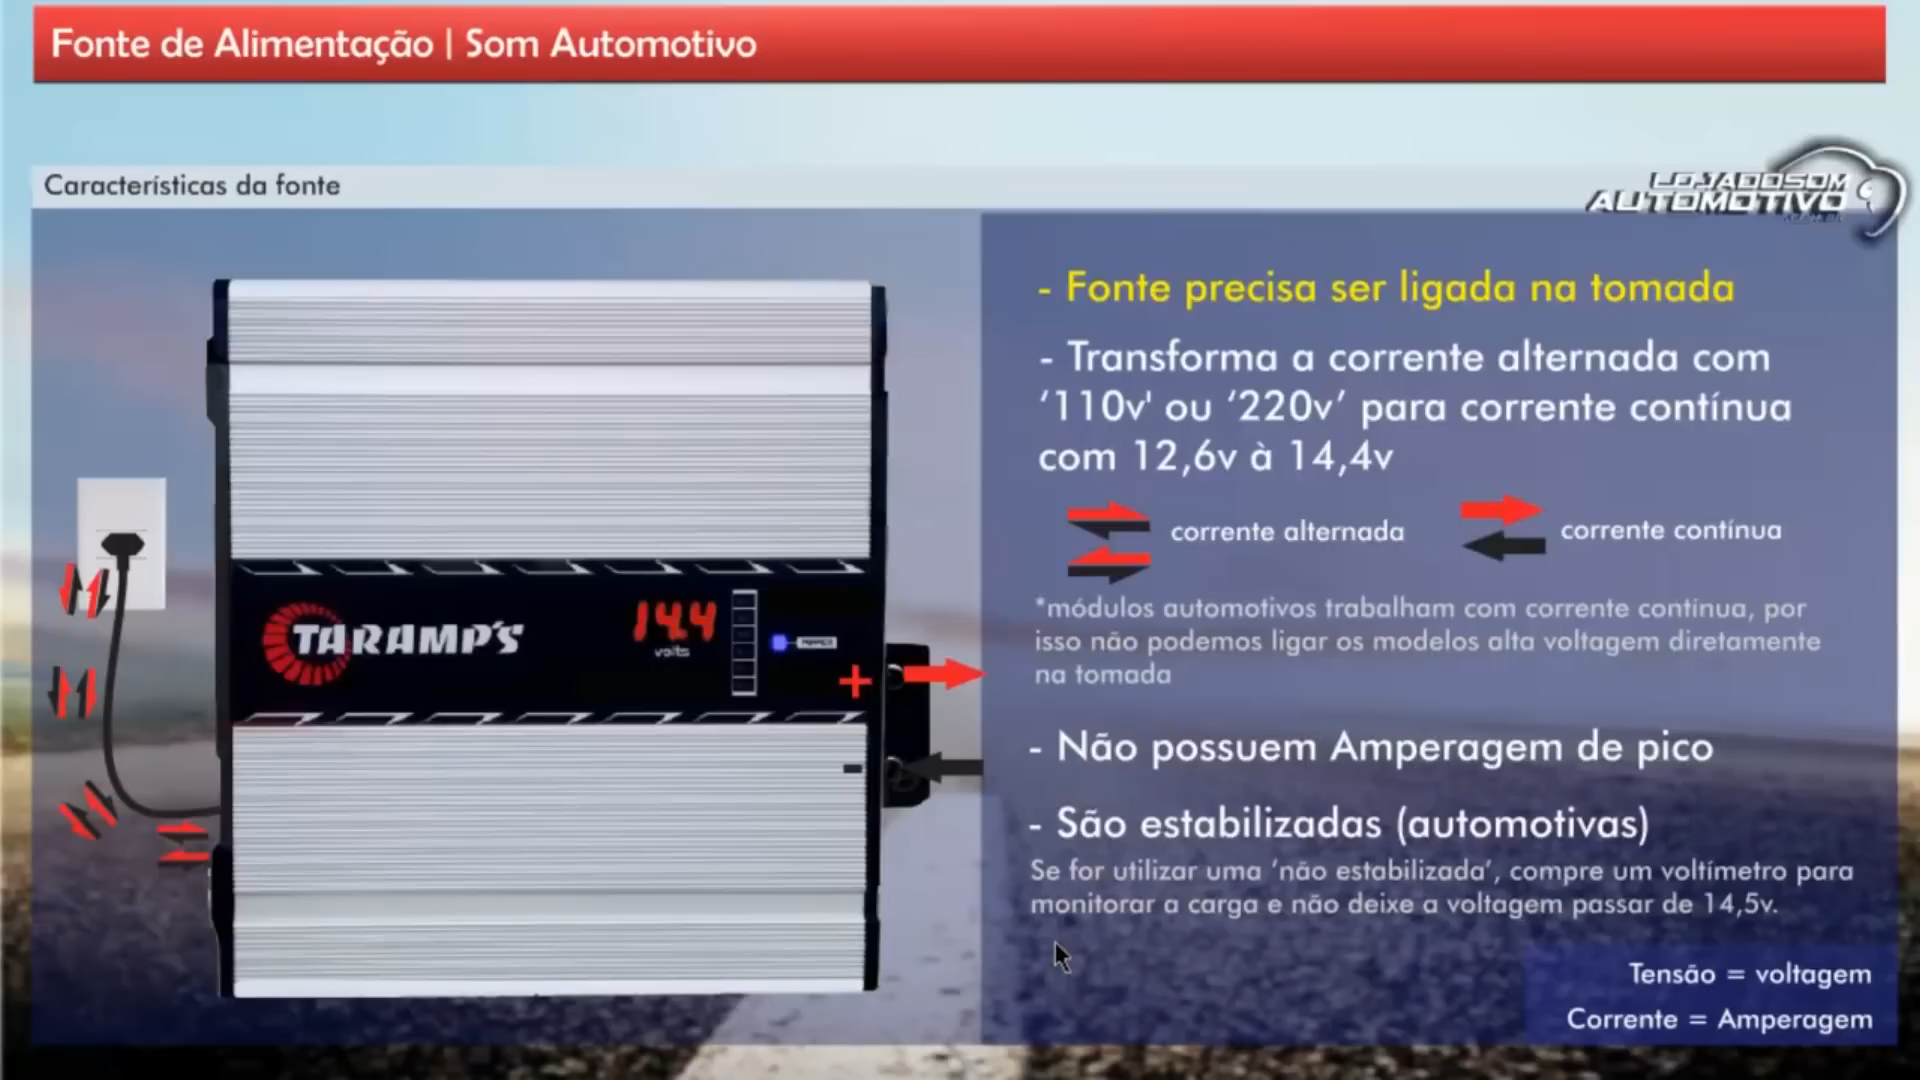 Fonte de Alimentação | Som Automotivo
Características da fonte
LOJADOSOM
AUTOMOTIVO
- Fonte precisa ser ligada na tomada
- Transforma a corrente alternada com
‘110v' ou ‘220v’ para corrente contínua
com 12,6v à 14,4v
corrente alternada
corrente contínua
*módulos automotivos trabalham com corrente contínua, por
isso não podemos ligar os modelos alta voltagem diretamente
na tomada
TARAMP'S
14.4
volts
+
-
- Não possuem Amperagem de pico
- São estabilizadas (automotivas)
Se for utilizar uma ‘não estabilizada’, compre um voltímetro para
monitorar a carga e não deixe a voltagem passar de 14,5v.
Tensão = voltagem
Corrente = Amperagem